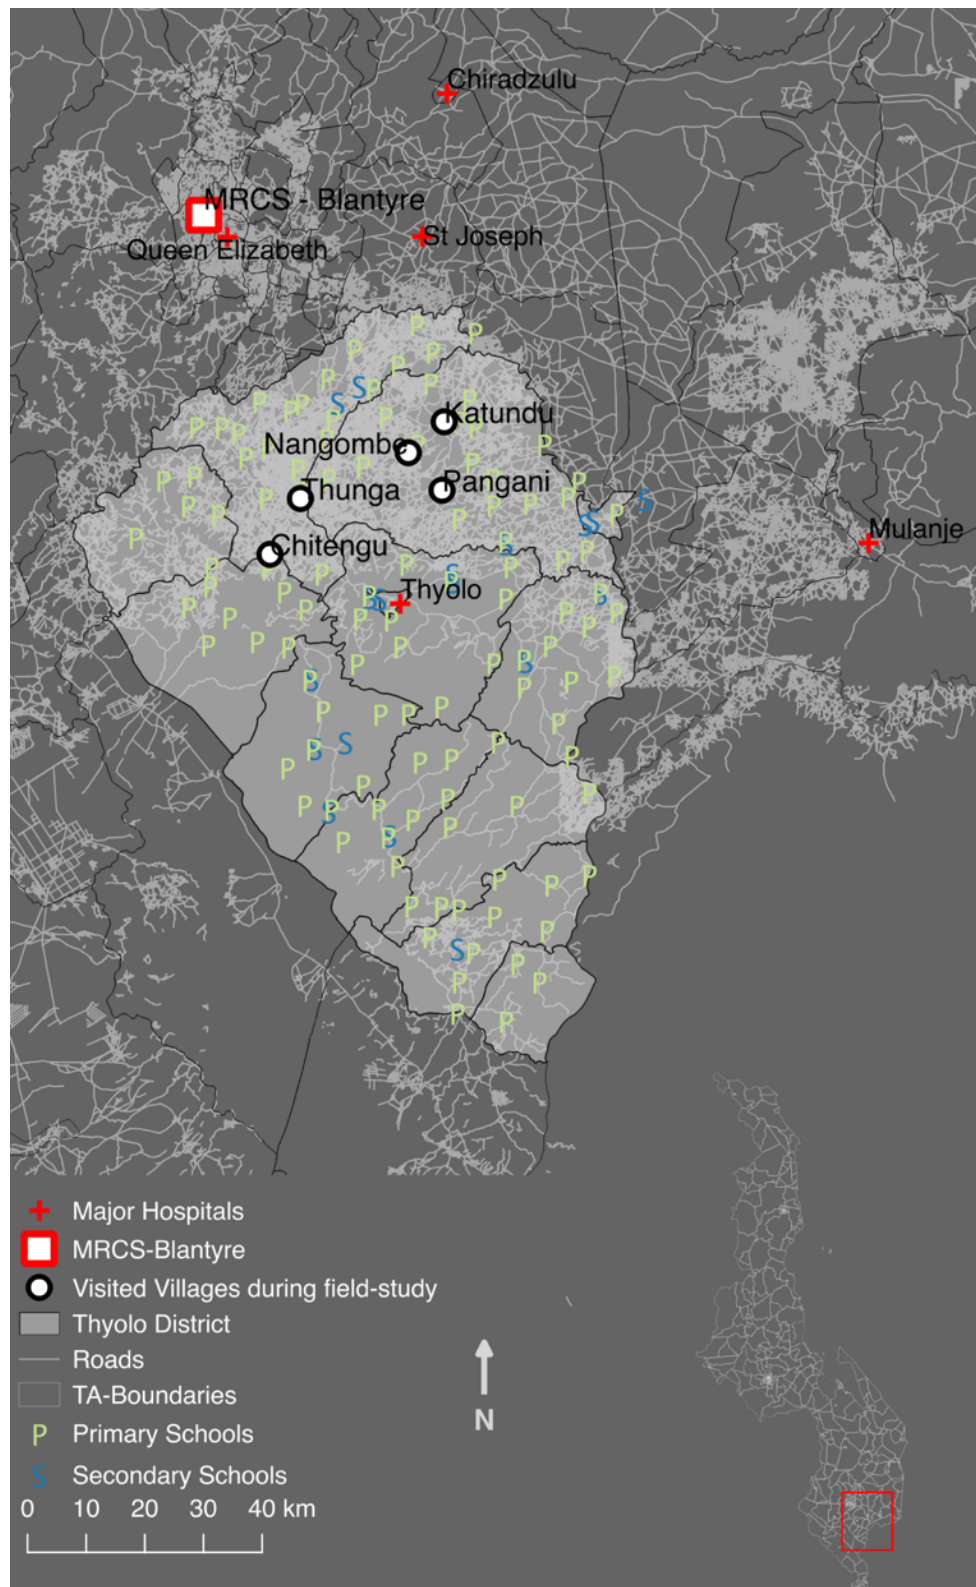 Chiradzulu
MRCS - Blantyre
Queen Elizabeth
St Joseph
Katundu
Nangombe
Thunga
Pangani
Chitengu
Thyolo
Mulanje
Major Hospitals
MRCS-Blantyre
Visited Villages during field-study
Thyolo District
Roads
TA-Boundaries
P Primary Schools
S Secondary Schools
0 10 20 30 40 km
N